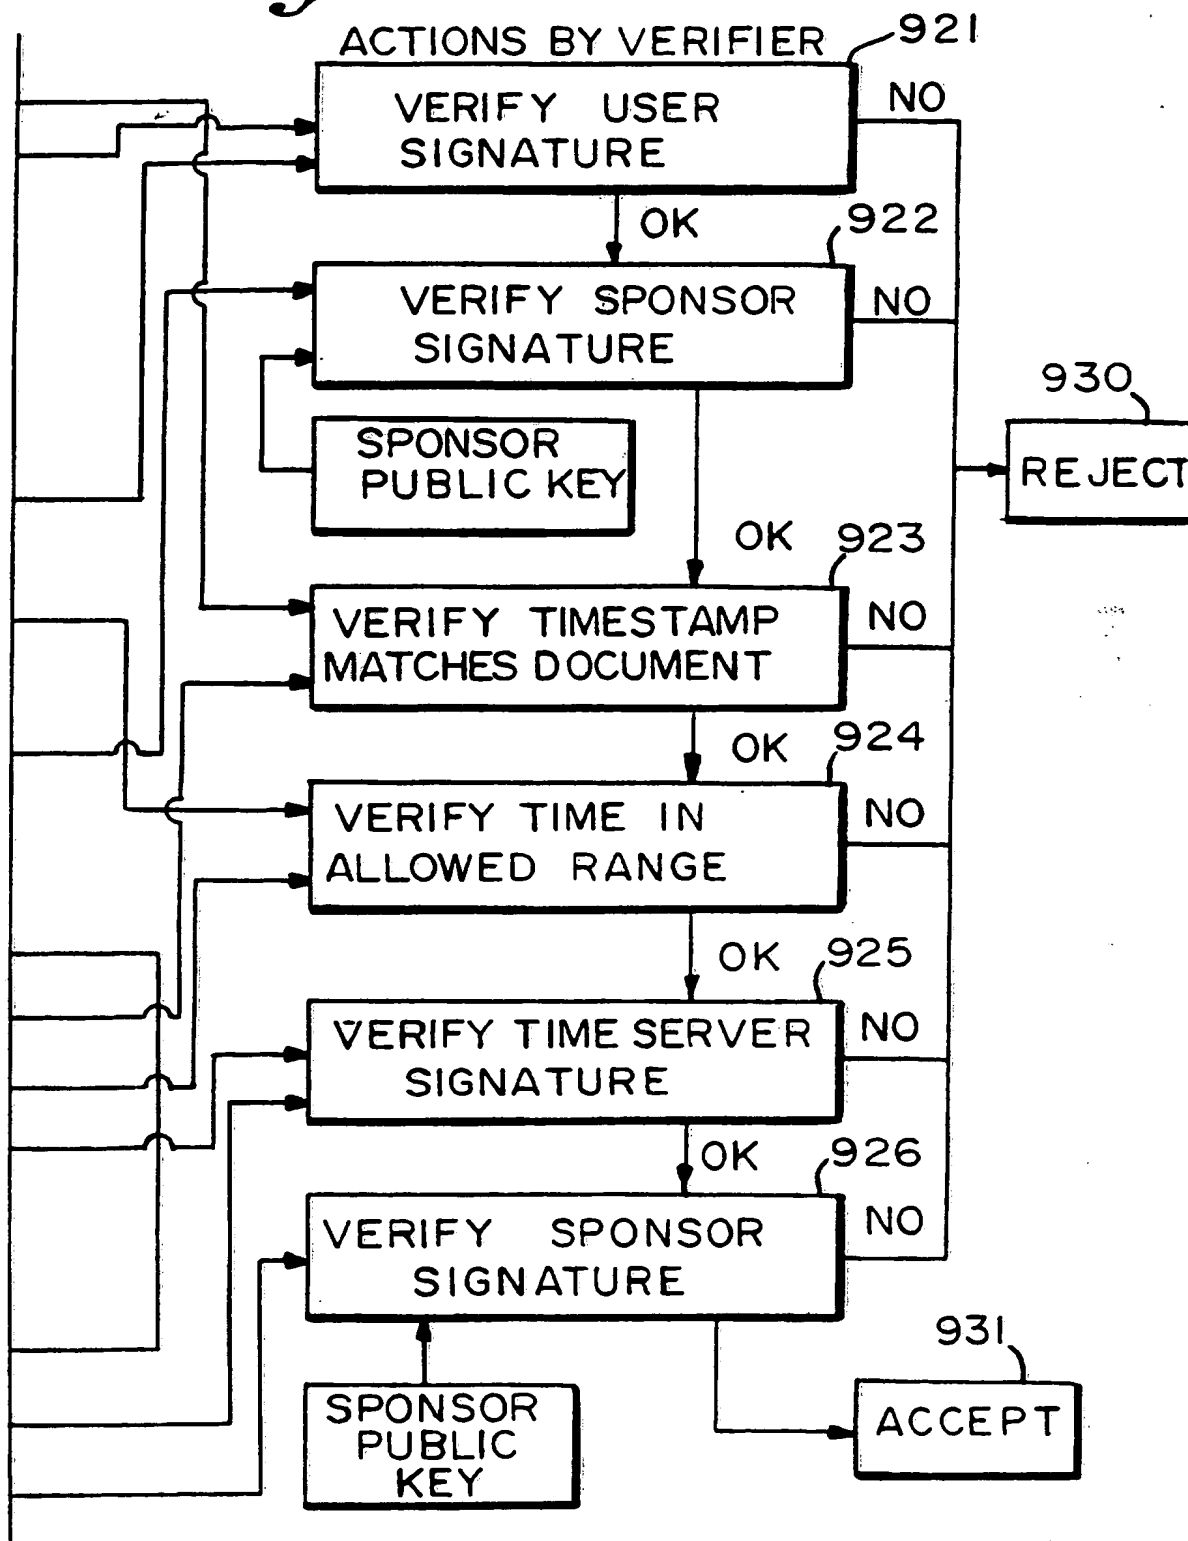 ACTIONS BY VERIFIER
921
VERIFY USER
SIGNATURE
NO
OK
922
VERIFY SPONSOR
SIGNATURE
NO
930
REJECT
SPONSOR
PUBLIC KEY
OK
923
VERIFY TIMESTAMP
MATCHES DOCUMENT
NO
OK
924
VERIFY TIME IN
ALLOWED RANGE
NO
OK
925
VERIFY TIME SERVER
SIGNATURE
NO
OK
926
VERIFY SPONSOR
SIGNATURE
NO
931
ACCEPT
SPONSOR
PUBLIC
KEY